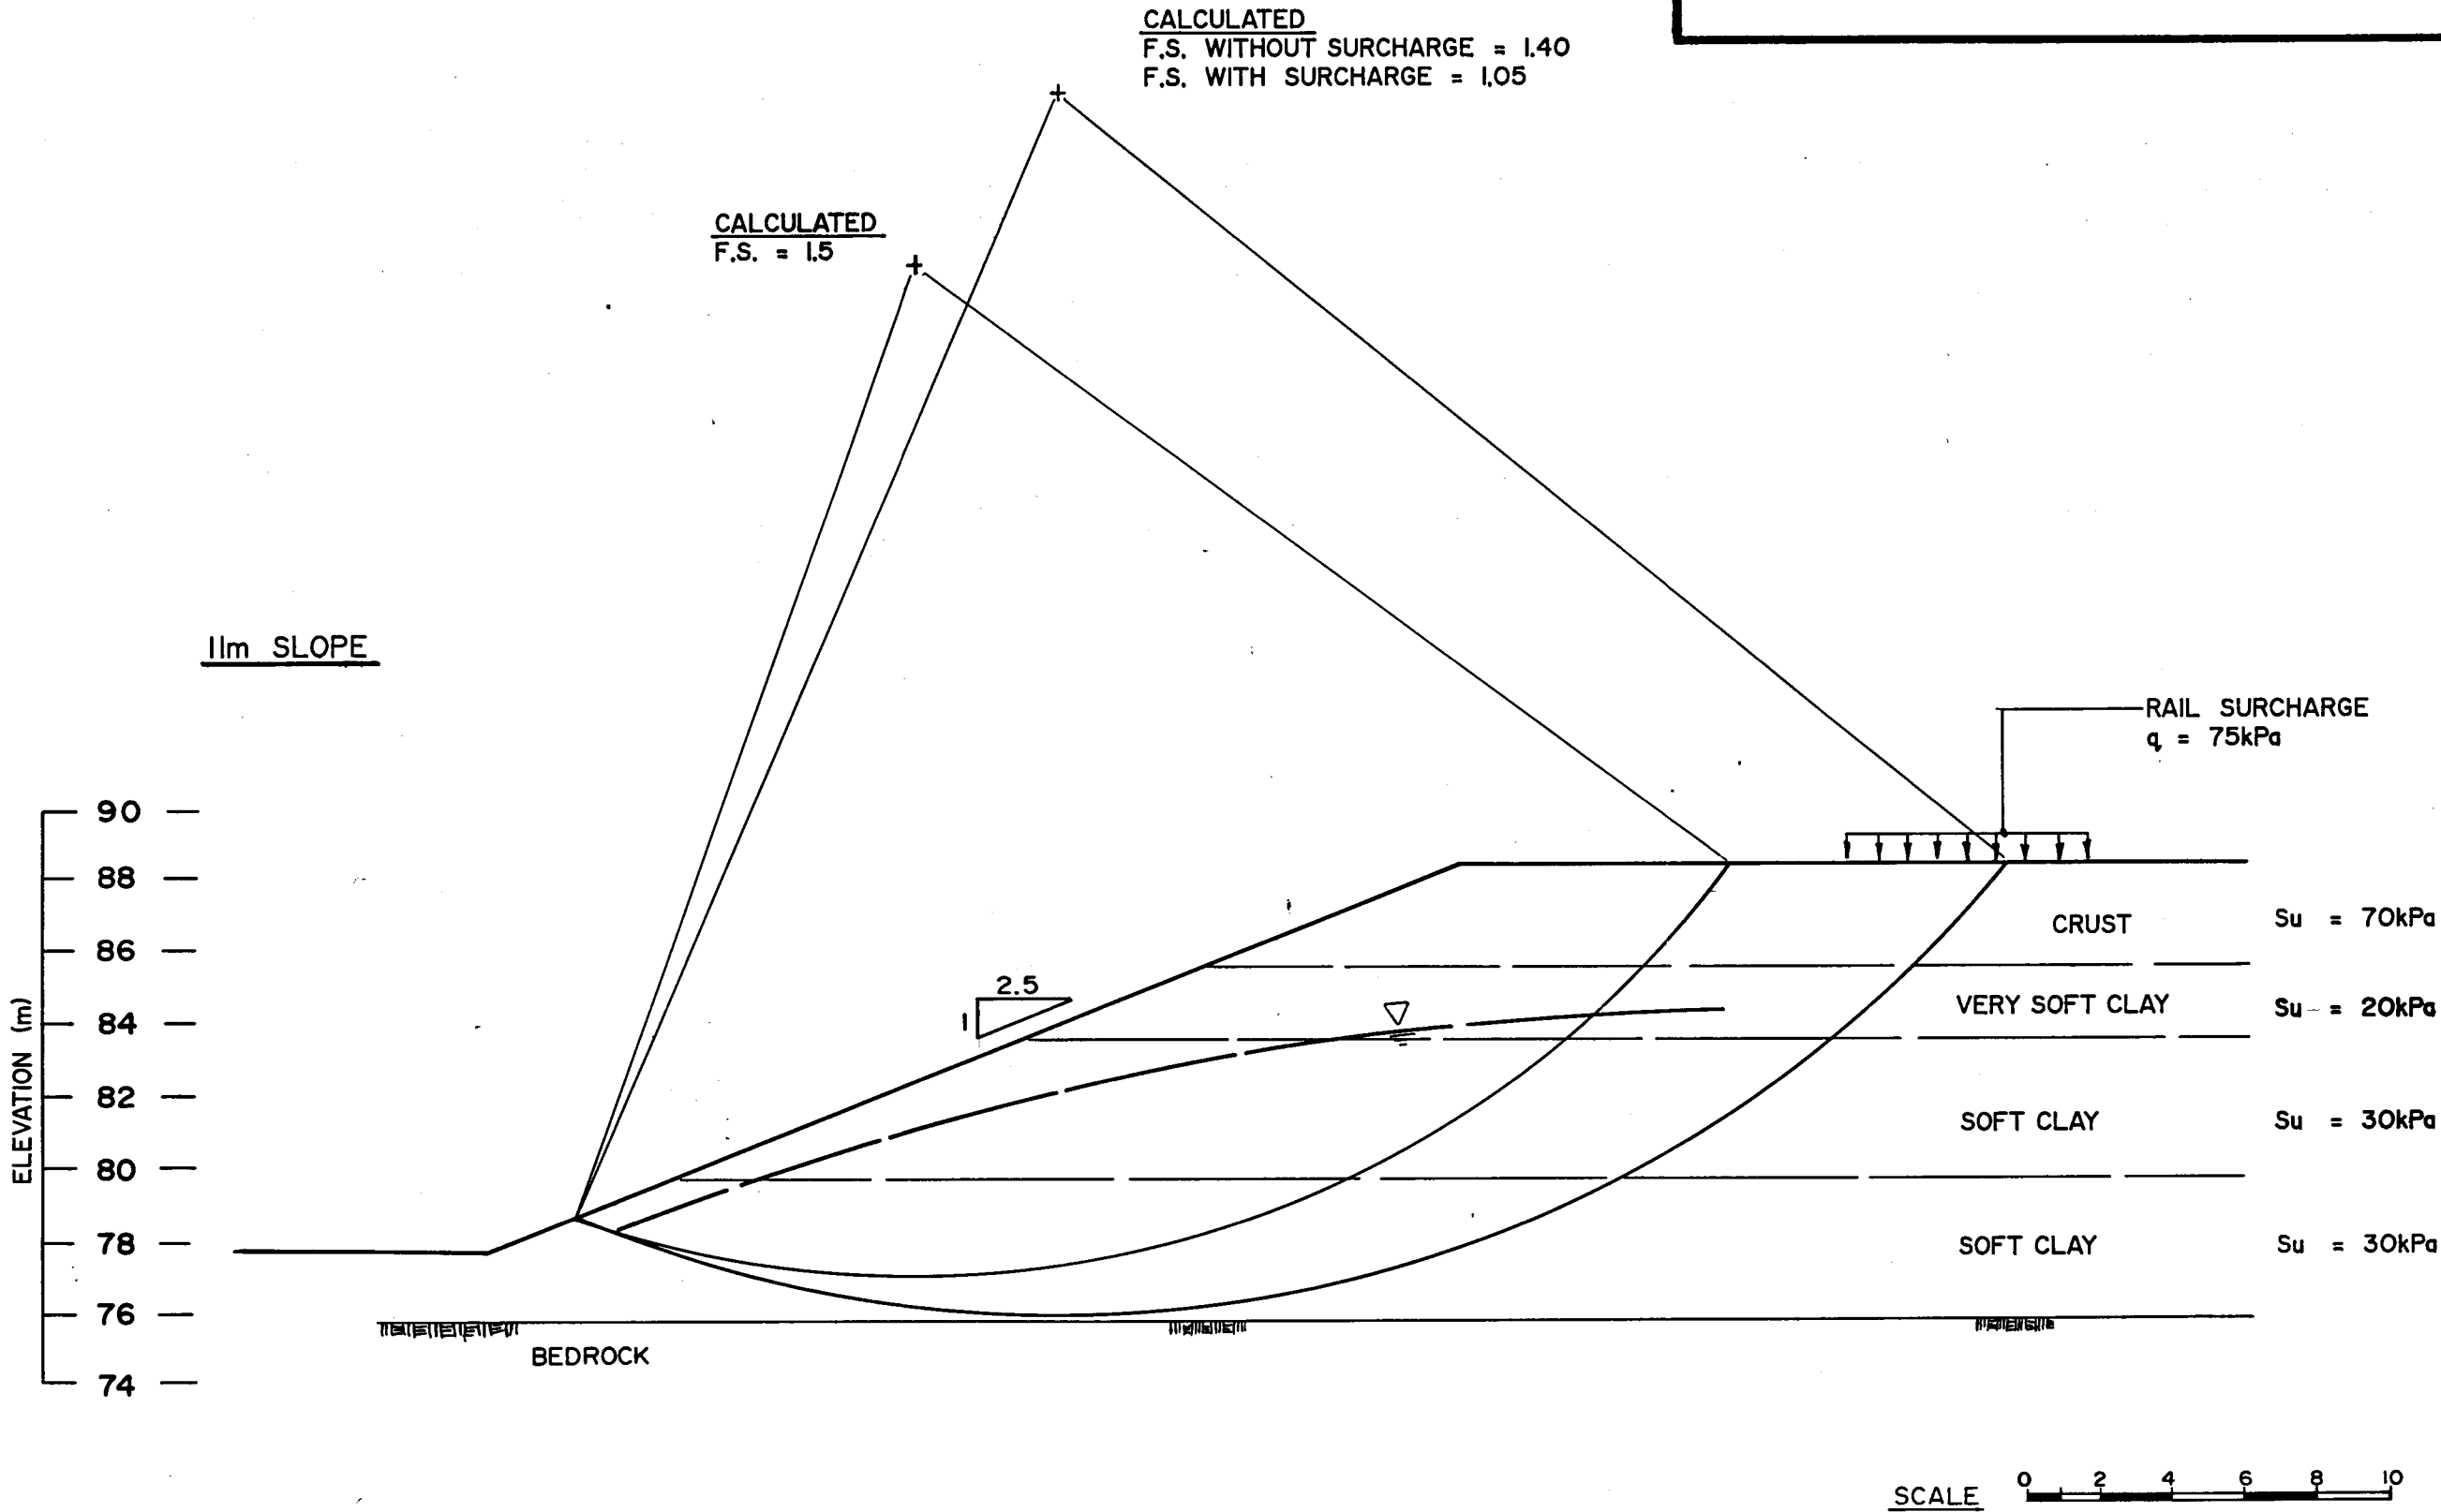 CALCULATED
F.S. WITHOUT SURCHARGE = 1.40
F.S. WITH SURCHARGE = 1.05
CALCULATED
F.S. = 1.5
11m SLOPE
RAIL SURCHARGE
q = 75kPa
ELEVATION (m)
90
88
86
84
82
80
78
76
74
2.5
1
CRUST Su = 70kPa
VERY SOFT CLAY Su = 20kPa
SOFT CLAY Su = 30kPa
SOFT CLAY Su = 30kPa
BEDROCK
SCALE 0 2 4 6 8 10